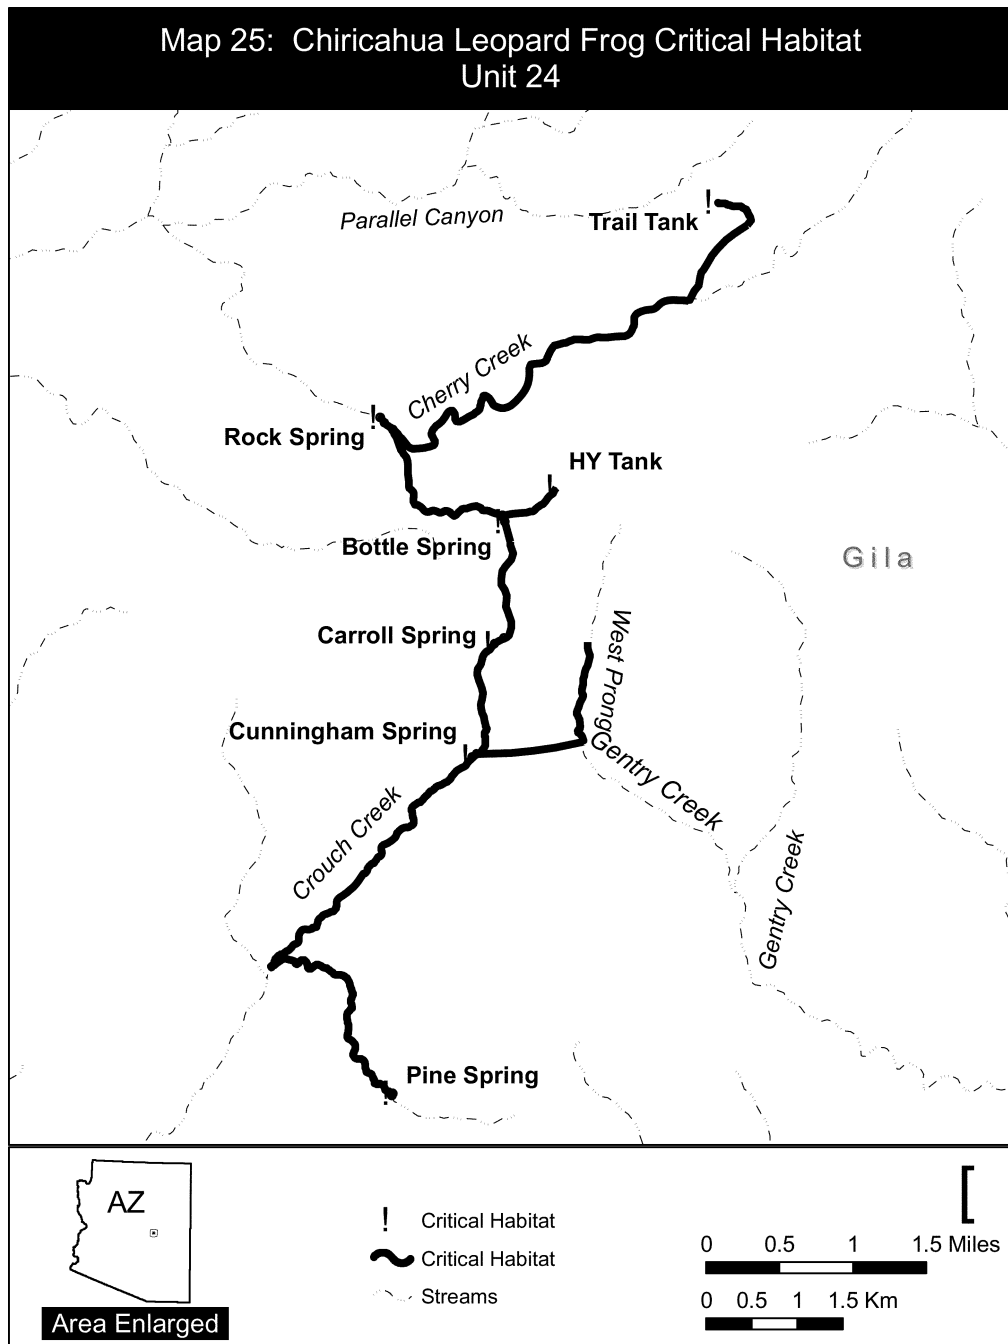 Map 25: Chiricahua Leopard Frog Critical Habitat
Unit 24
Parallel Canyon
Trail Tank
!
Cherry Creek
!
Rock Spring
HY Tank
!
!
Bottle Spring
Gila
Carroll Spring
!
West Prong
Gentry Creek
Cunningham Spring
!
Crouch Creek
Gentry Creek
Pine Spring
!
AZ
Area Enlarged
! Critical Habitat
Critical Habitat
Streams
[
0 0.5 1 1.5 Miles
0 0.5 1 1.5 Km